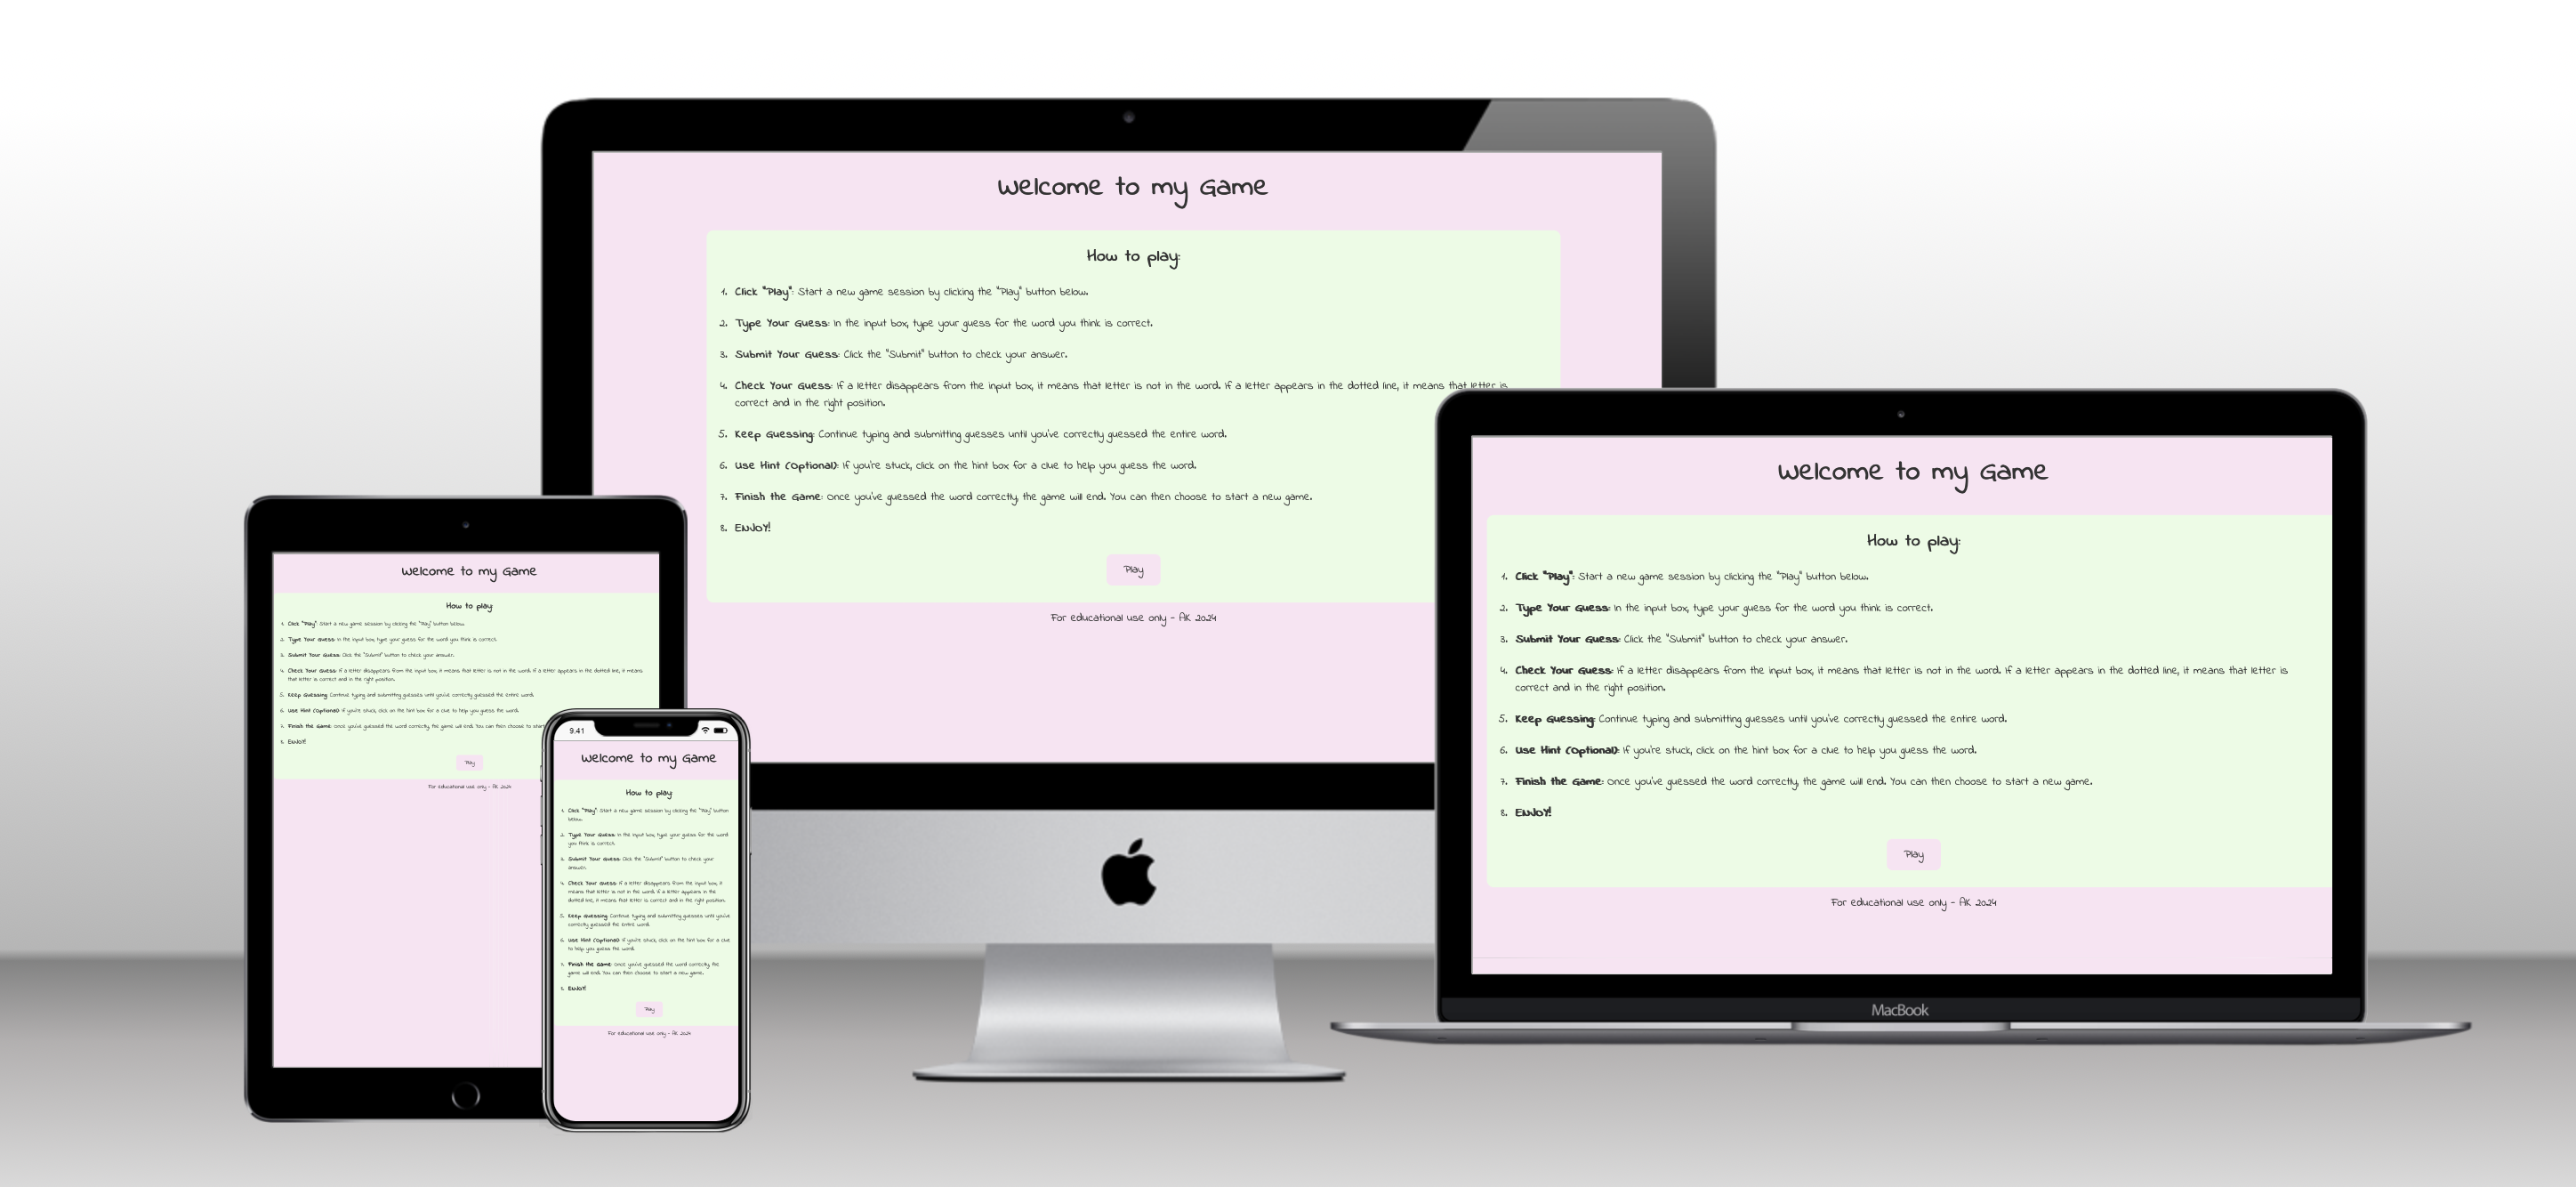 Welcome to my Game
How to play:
1. Click "Play": Start a new game session by clicking the "Play" button below.
2. Type Your Guess: In the input box, type your guess for the word you think is correct.
3. Submit Your Guess: Click the "Submit" button to check your answer.
4. Check Your Guess: If a letter disappears from the input box, it means that letter is not in the word. If a letter appears in the dotted line, it means that letter is
correct and in the right position.
5. Keep Guessing: Continue typing and submitting guesses until you've correctly guessed the entire word.
6. Use Hint (Optional): If you're stuck, click on the hint box for a clue to help you guess the word.
7. Finish the Game: Once you've guessed the word correctly, the game will end. You can then choose to start a new game.
8. ENJOY!
Play
For educational use only - AK 2024
Welcome to my Game
How to play:
1. Click "Play": Start a new game session by clicking the "Play" button below.
2. Type Your Guess: In the input box, type your guess for the word you think is correct.
3. Submit Your Guess: Click the "Submit" button to check your answer.
4. Check Your Guess: If a letter disappears from the input box, it means that letter is not in the word. If a letter appears in the dotted line, it means that letter is
correct and in the right position.
5. Keep Guessing: Continue typing and submitting guesses until you've correctly guessed the entire word.
6. Use Hint (Optional): If you're stuck, click on the hint box for a clue to help you guess the word.
7. Finish the Game: Once you've guessed the word correctly, the game will end. You can then choose to start a new game.
8. ENJOY!
Play
For educational use only - AK 2024
MacBook
Welcome to my Game
How to play:
1. Click "Play": Start a new game session by clicking the "Play" button below.
2. Type Your Guess: In the input box, type your guess for the word you think is correct.
3. Submit Your Guess: Click the "Submit" button to check your answer.
4. Check Your Guess: If a letter disappears from the input box, it means that letter is not in the word. If a letter appears in the dotted line, it means
that letter is correct and in the right position.
5. Keep Guessing: Continue typing and submitting guesses until you've correctly guessed the entire word.
6. Use Hint (Optional): If you're stuck, click on the hint box for a clue to help you guess the word.
7. Finish the Game: Once you've guessed the word correctly, the game will end. You can then choose to start
8. ENJOY!
Play
For educational use only - AK 2024
9:41
Welcome to my Game
How to play:
1. Click "Play": Start a new game session by clicking the "Play" button
below.
2. Type Your Guess: In the input box, type your guess for the word
you think is correct.
3. Submit Your Guess: Click the "Submit" button to check your
answer.
4. Check Your Guess: If a letter disappears from the input box, it
means that letter is not in the word. If a letter appears in the
dotted line, it means that letter is correct and in the right position.
5. Keep Guessing: Continue typing and submitting guesses until you've
correctly guessed the entire word.
6. Use Hint (Optional): If you're stuck, click on the hint box for a clue
to help you guess the word.
7. Finish the Game: Once you've guessed the word correctly, the
game will end. You can then choose to start a new game.
8. ENJOY!
Play
For educational use only - AK 2024